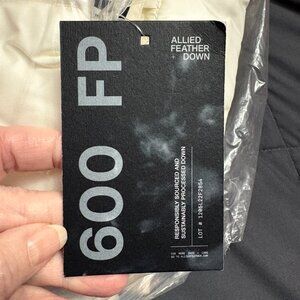 ALLIED
FEATHER
+ DOWN
600 FP
RESPONSIBLY SOURCED AND
SUSTAINABLY PROCESSED DOWN